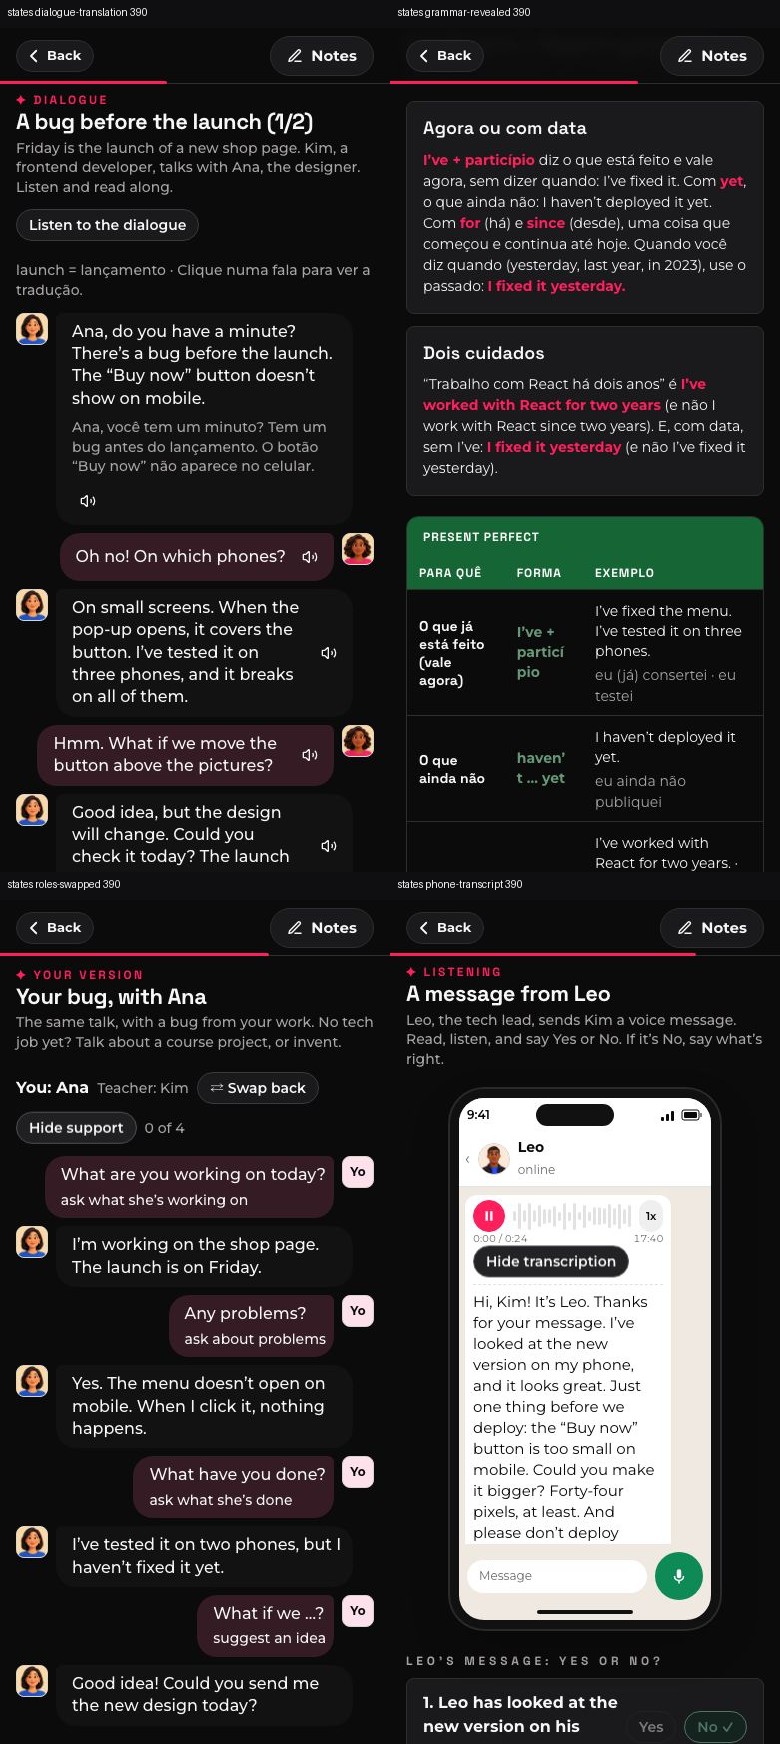 states dialogue-translation 390
Back
Notes
DIALOGUE
A bug before the launch (1/2)
Friday is the launch of a new shop page. Kim, a
frontend developer, talks with Ana, the designer.
Listen and read along.
Listen to the dialogue
launch = lançamento · Clique numa fala para ver a
tradução.
Ana, do you have a minute?
There’s a bug before the launch.
The “Buy now” button doesn’t
show on mobile.
Ana, você tem um minuto? Tem um
bug antes do lançamento. O botão
“Buy now” não aparece no celular.
Oh no! On which phones?
On small screens. When the
pop-up opens, it covers the
button. I’ve tested it on
three phones, and it breaks
on all of them.
Hmm. What if we move the
button above the pictures?
Good idea, but the design
will change. Could you
check it today? The launch
states grammar-revealed 390
Back
Notes
Agora ou com data
I’ve + particípio diz o que está feito e vale
agora, sem dizer quando: I’ve fixed it. Com yet,
o que ainda não: I haven’t deployed it yet.
Com for (há) e since (desde), uma coisa que
começou e continua até hoje. Quando você
diz quando (yesterday, last year, in 2023), use o
passado: I fixed it yesterday.
Dois cuidados
“Trabalho com React há dois anos” é I’ve
worked with React for two years (e não I
work with React since two years). E, com data,
sem I’ve: I fixed it yesterday (e não I’ve fixed it
yesterday).
PRESENT PERFECT
PARA QUÊ FORMA EXEMPLO
O que já
está feito
(vale
agora)
I’ve +
particí
pio
I’ve fixed the menu.
I’ve tested it on three
phones.
eu (já) consertei · eu
testei
O que
ainda não
haven’
t ... yet
I haven’t deployed it
yet.
eu ainda não
publiquei
I’ve worked with
React for two years. ·
states roles-swapped 390
Back
Notes
YOUR VERSION
Your bug, with Ana
The same talk, with a bug from your work. No tech
job yet? Talk about a course project, or invent.
You: Ana Teacher: Kim Swap back
Hide support 0 of 4
What are you working on today?
ask what she’s working on
Yo
I’m working on the shop page.
The launch is on Friday.
Any problems?
ask about problems
Yo
Yes. The menu doesn’t open on
mobile. When I click it, nothing
happens.
What have you done?
ask what she’s done
Yo
I’ve tested it on two phones, but I
haven’t fixed it yet.
What if we ...?
suggest an idea
Yo
Good idea! Could you send me
the new design today?
states phone-transcript 390
Back
Notes
LISTENING
A message from Leo
Leo, the tech lead, sends Kim a voice message.
Read, listen, and say Yes or No. If it’s No, say what’s
right.
9:41
Leo
online
1x
0:00 / 0:24 17:40
Hide transcription
Hi, Kim! It’s Leo. Thanks
for your message. I’ve
looked at the new
version on my phone,
and it looks great. Just
one thing before we
deploy: the “Buy now”
button is too small on
mobile. Could you make
it bigger? Forty-four
pixels, at least. And
please don’t deploy
Message
LEO’S MESSAGE: YES OR NO?
1. Leo has looked at the
new version on his
Yes
No ✓